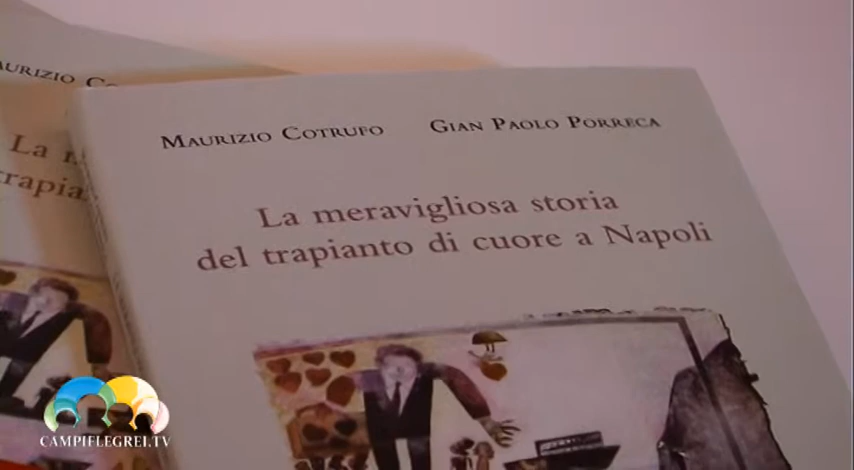 MAURIZIO COTRUFO GIAN PAOLO PORRECA
La meravigliosa storia
del trapianto di cuore a Napoli
CAMPIFLEGREI.TV